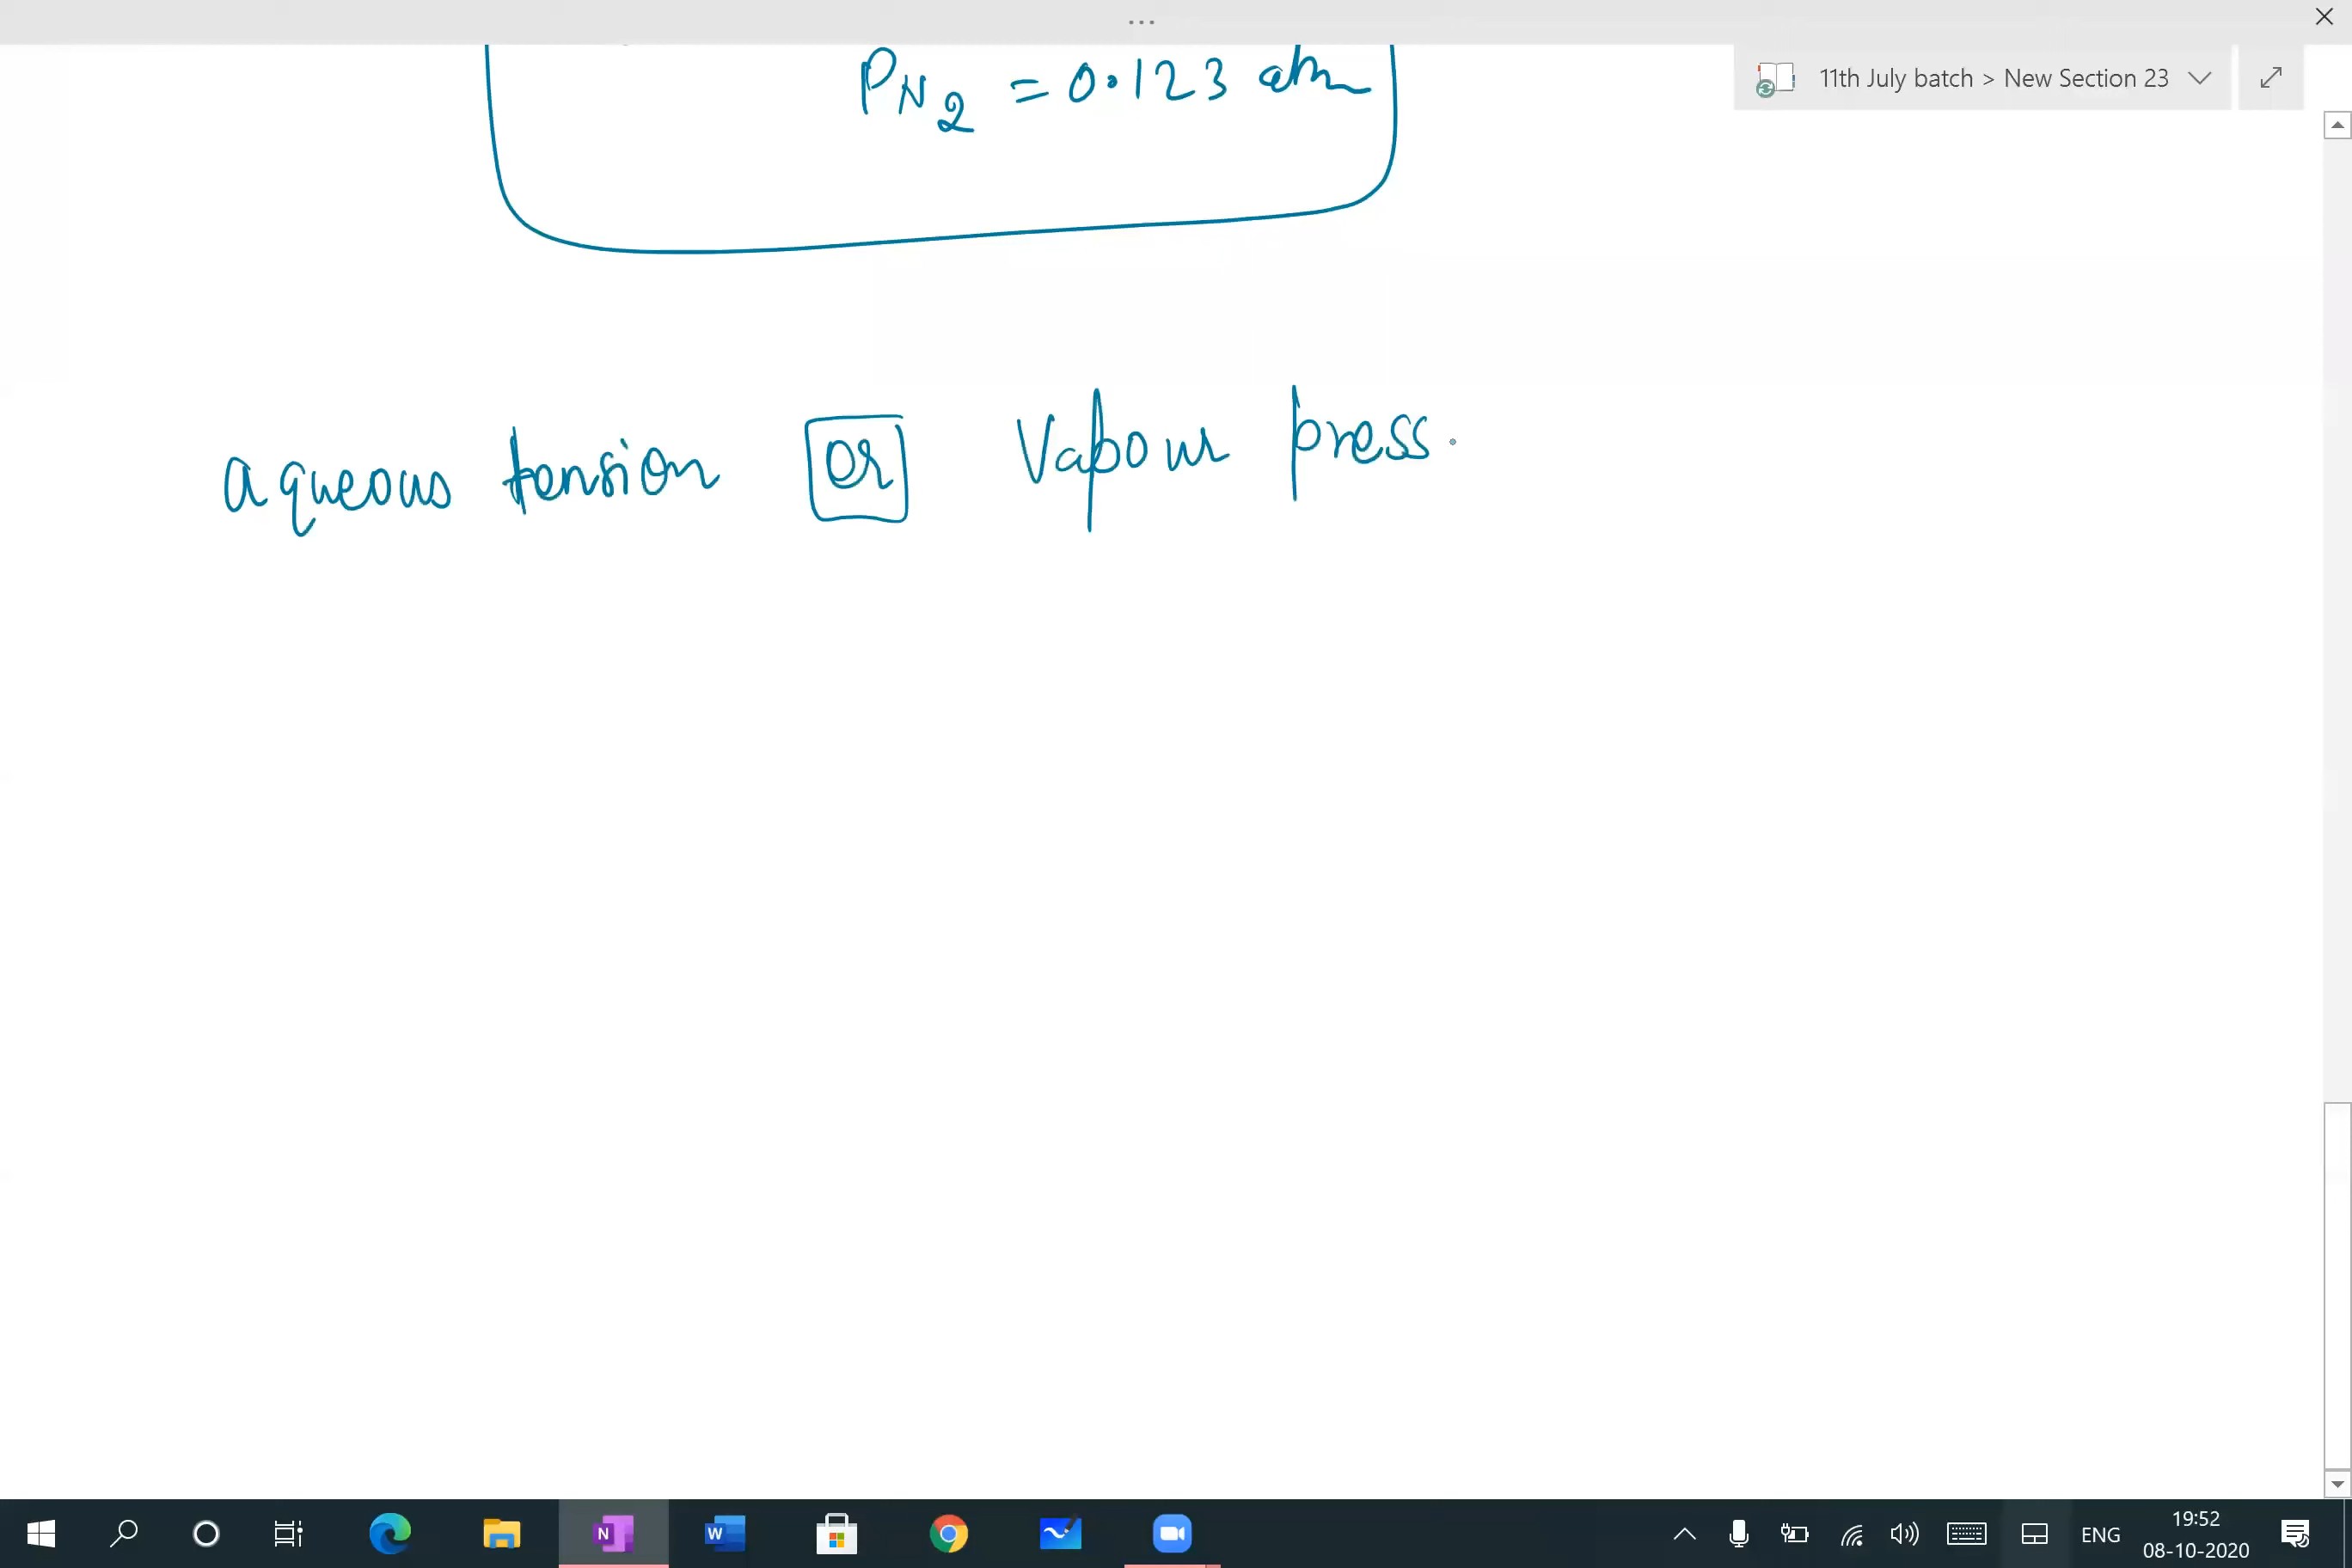 11th July batch > New Section 23
P_N2 = 0.123 atm
aqueous tension or Vapour press.
ENG
19:52
08-10-2020